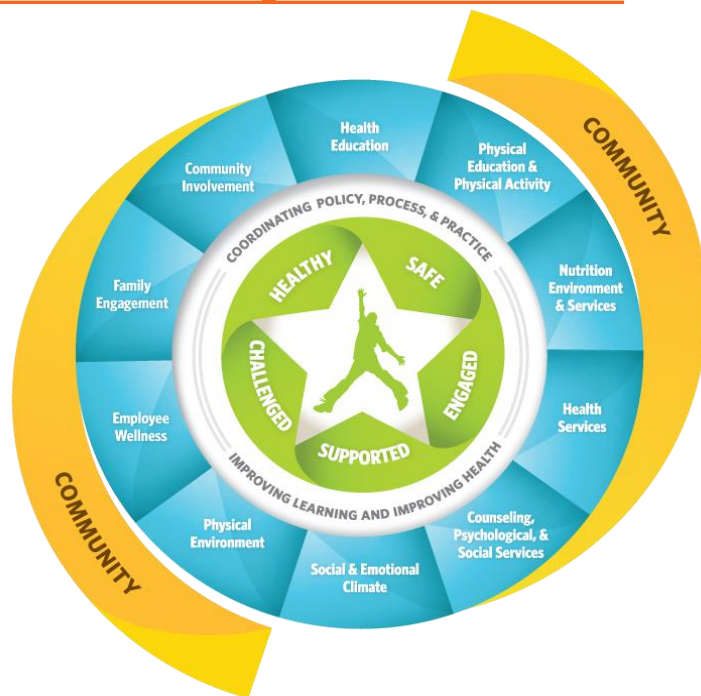 COMMUNITY
Health
Education
Physical
Education &
Physical Activity
Nutrition
Environment
& Services
Health
Services
Counseling,
Psychological, &
Social Services
Social & Emotional
Climate
Physical
Environment
Employee
Wellness
Family
Engagement
Community
Involvement
COORDINATING POLICY, PROCESS, & PRACTICE
IMPROVING LEARNING AND IMPROVING HEALTH
HEALTHY
SAFE
ENGAGED
SUPPORTED
CHALLENGED
COMMUNITY